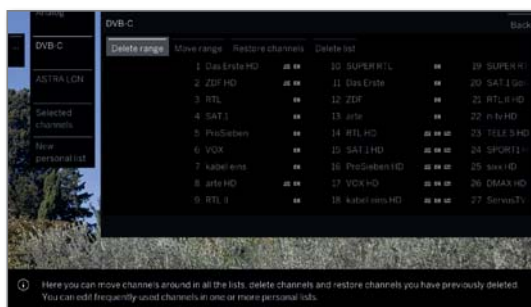 Analog
DVB-C
Back
DVB-C
Delete range Move range Restore channels Delete list
ASTRA LCN
Selected
channels
New
personal list
1 Das Erste HD
2 ZDF HD
3 RTL
4 SAT.1
5 ProSieben
6 VOX
7 kabel eins
8 arte HD
9 RTL II
10 SUPER RTL
11 Das Erste
12 ZDF
13 arte
14 RTL HD
15 SAT.1 HD
16 ProSieben HD
17 VOX HD
18 kabel eins HD
19 SUPER RT
20 SAT.1 Go
21 RTL II HD
22 n-tv HD
23 TELE 5 HD
24 SPORT1
25 sixx HD
26 DMAX HD
27 ServusTV
Here you can move channels around in all the lists, delete channels and restore channels you have previously deleted.
You can edit frequently-used channels in one or more personal lists.